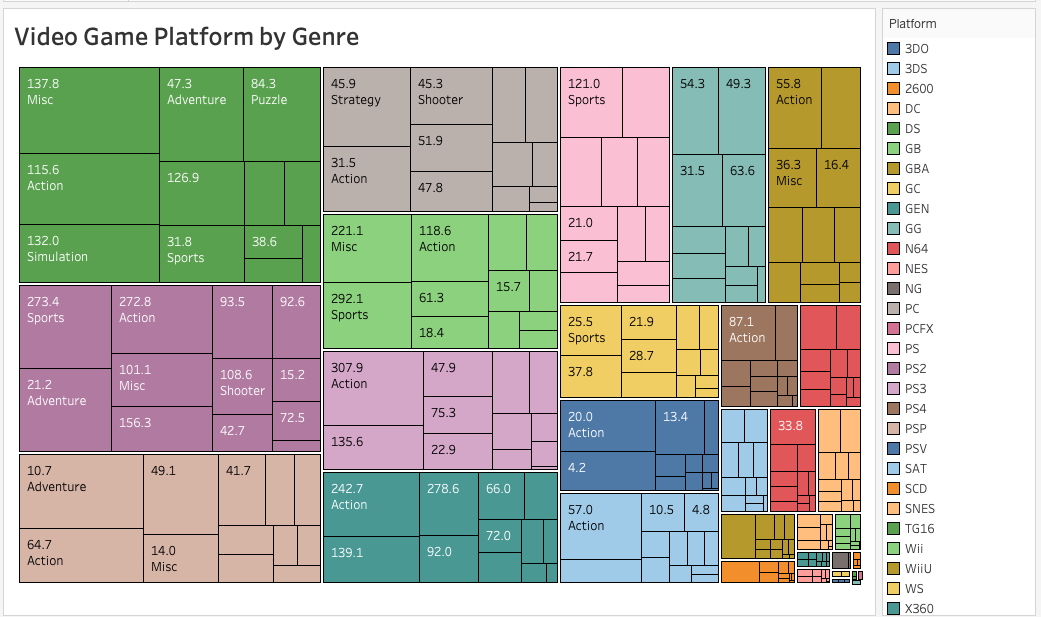 Video Game Platform by Genre
137.8
Misc
47.3
Adventure
84.3
Puzzle
115.6
Action
126.9
132.0
Simulation
31.8
Sports
38.6
45.9
Strategy
45.3
Shooter
51.9
31.5
Action
47.8
121.0
Sports
21.0
21.7
54.3
49.3
31.5
63.6
55.8
Action
36.3
Misc
16.4
221.1
Misc
118.6
Action
292.1
Sports
61.3
15.7
18.4
273.4
Sports
272.8
Action
93.5
92.6
101.1
Misc
108.6
Shooter
15.2
21.2
Adventure
156.3
42.7
72.5
307.9
Action
47.9
75.3
135.6
22.9
25.5
Sports
21.9
28.7
37.8
87.1
Action
20.0
Action
13.4
4.2
33.8
10.7
Adventure
49.1
41.7
64.7
Action
14.0
Misc
242.7
Action
278.6
66.0
72.0
139.1
92.0
57.0
Action
10.5
4.8
Platform
3DO
3DS
2600
DC
DS
GB
GBA
GC
GEN
GG
N64
NES
NG
PC
PCFX
PS
PS2
PS3
PS4
PSP
PSV
SAT
SCD
SNES
TG16
Wii
WiiU
WS
X360